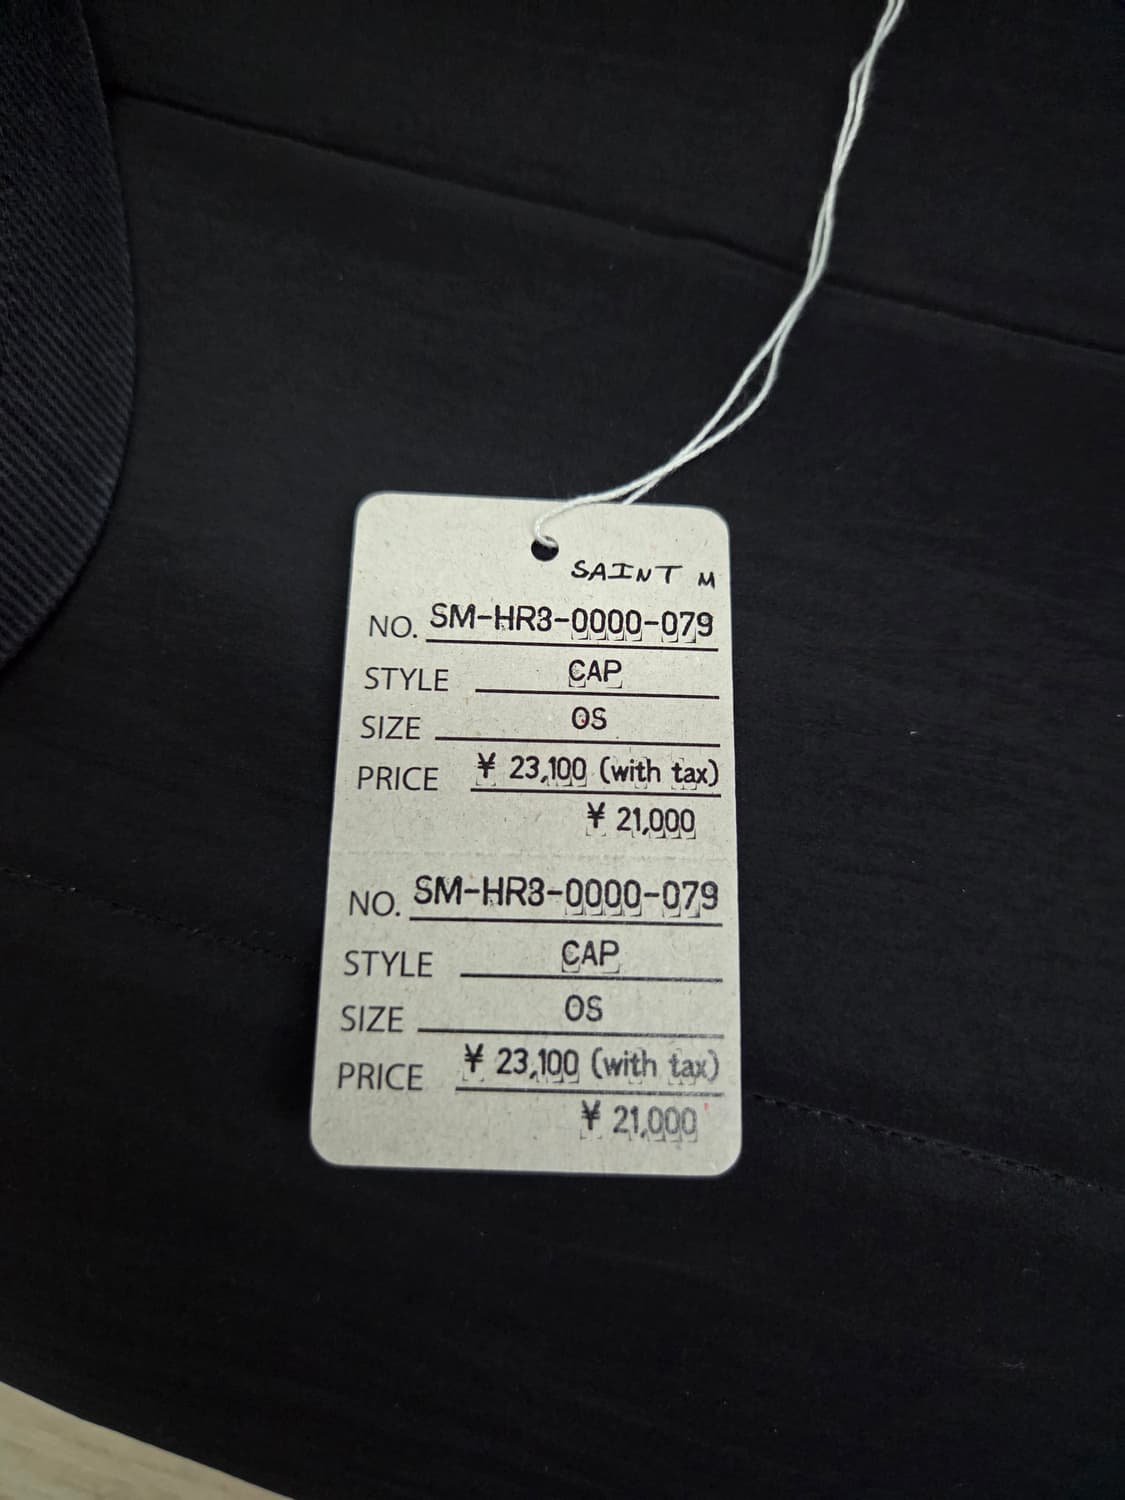 SAINT M
NO. SM-HR3-0000-079
STYLE CAP
SIZE OS
PRICE ¥ 23,100 (with tax)
¥ 21,000
NO. SM-HR3-0000-079
STYLE CAP
SIZE OS
PRICE ¥ 23,100 (with tax)
¥ 21,000